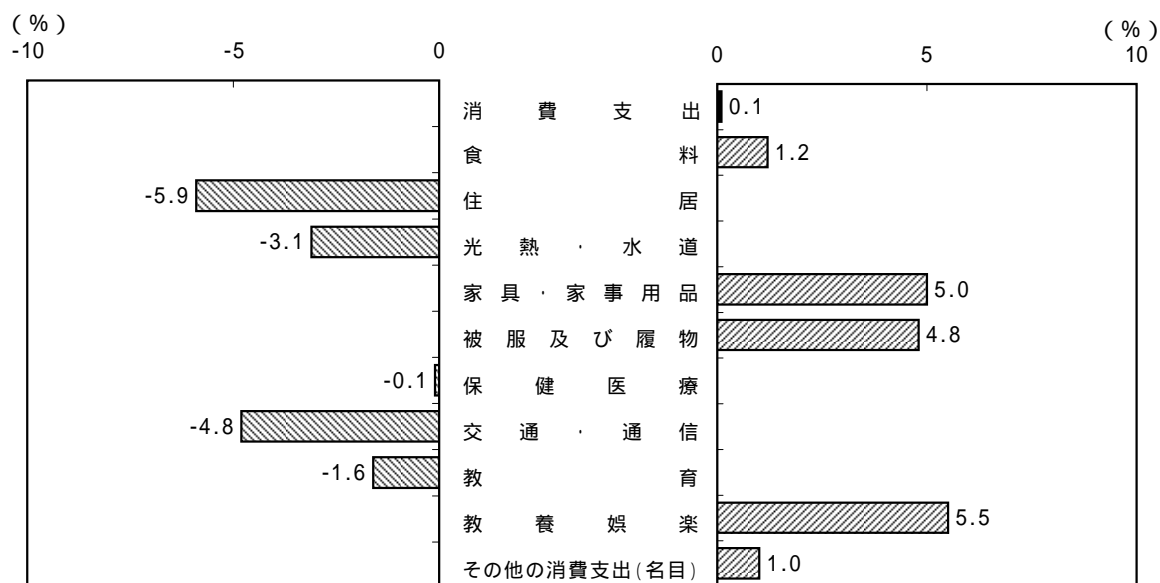 (%)
-10 -5 0 0 5 10
(%)
消費支出 0.1
食料 1.2
-5.9 住居
-3.1 光熱・水道
家具・家事用品 5.0
被服及び履物 4.8
-0.1 保健医療
-4.8 交通・通信
-1.6 教育
教養娯楽 5.5
その他の消費支出(名目) 1.0